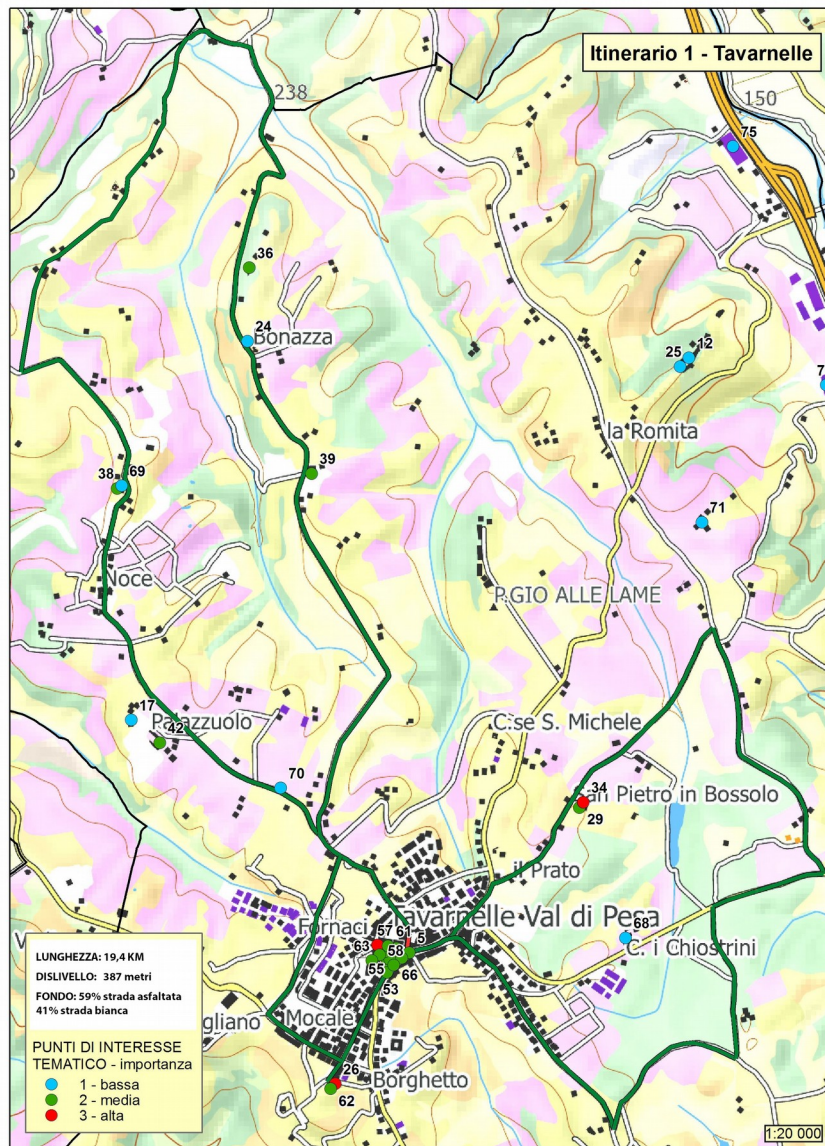 Itinerario 1 - Tavarnelle
238
150
75
36
24
Bonazza
12
25
7
la Romita
39
69
38
71
Noce
P.GIO ALLE LAME
17
Palazzuolo
42
C.se S. Michele
70
34
San Pietro in Bossolo
29
il Prato
Tavarnelle Val di Pesa
68
Fornaci
57
61
5
63
58
C. i Chiostrini
55
66
53
LUNGHEZZA: 19,4 KM
DISLIVELLO: 387 metri
FONDO: 59% strada asfaltata
41% strada bianca
gliano
Mocale
PUNTI DI INTERESSE
TEMATICO - importanza
1 - bassa
2 - media
3 - alta
26
Borghetto
62
1:20 000